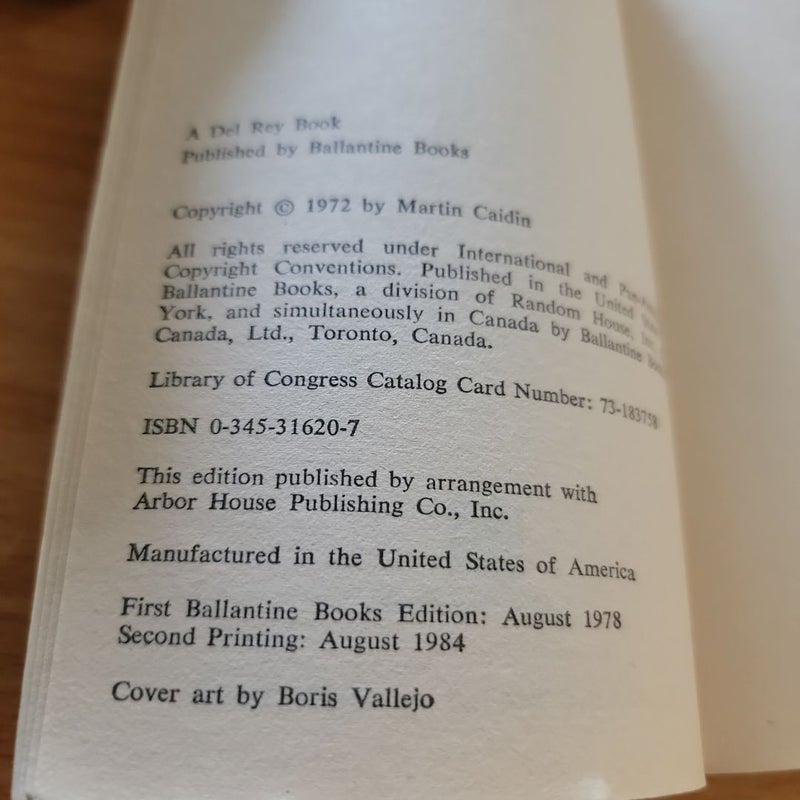 A Del Rey Book
Published by Ballantine Books
Copyright © 1972 by Martin Caidin
All rights reserved under International and
Copyright Conventions. Published in the United
Ballantine Books, a division of Random House,
York, and simultaneously in Canada by Ballantine
Canada, Ltd., Toronto, Canada.
Library of Congress Catalog Card Number: 73-183758
ISBN 0-345-31620-7
This edition published by arrangement with
Arbor House Publishing Co., Inc.
Manufactured in the United States of America
First Ballantine Books Edition: August 1978
Second Printing: August 1984
Cover art by Boris Vallejo